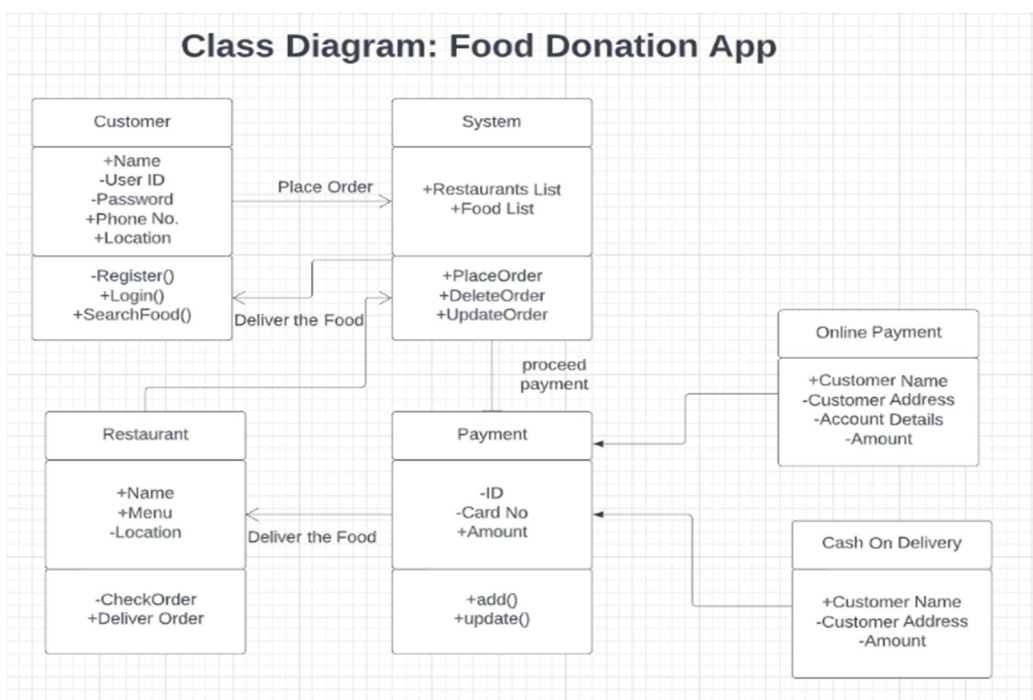 Class Diagram: Food Donation App
Customer
+Name
-User ID
-Password
+Phone No.
+Location
-Register()
+Login()
+SearchFood()
Place Order
System
+Restaurants List
+Food List
+PlaceOrder
+DeleteOrder
+UpdateOrder
Deliver the Food
proceed
payment
Online Payment
+Customer Name
-Customer Address
-Account Details
-Amount
Restaurant
+Name
+Menu
-Location
-CheckOrder
+Deliver Order
Deliver the Food
Payment
-ID
-Card No
+Amount
+add()
+update()
Cash On Delivery
+Customer Name
-Customer Address
-Amount